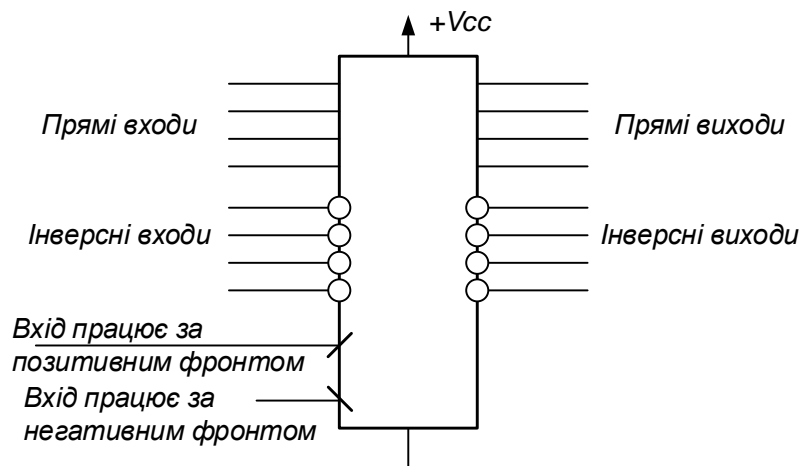 +Vcc
Прямі входи
Прямі виходи
Інверсні входи
Інверсні виходи
Вхід працює за
позитивним фронтом
Вхід працює за
негативним фронтом